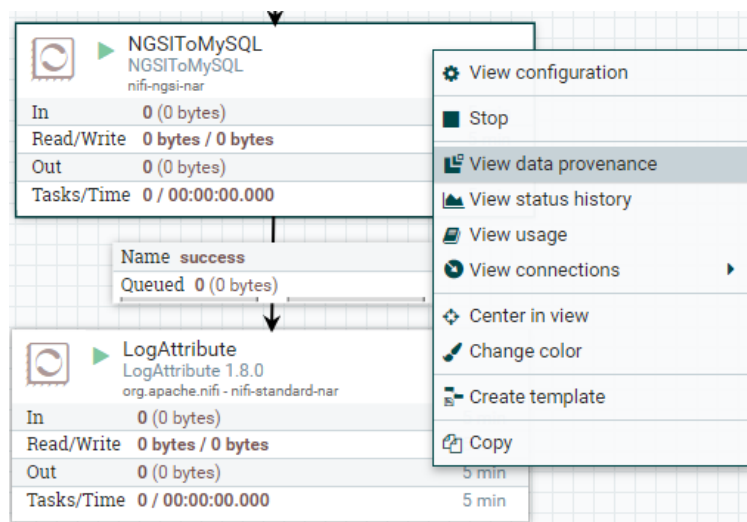 NGSIToMySQL
NGSIToMySQL
nifi-ngsi-nar
In 0 (0 bytes)
Read/Write 0 bytes / 0 bytes
Out 0 (0 bytes)
Tasks/Time 0 / 00:00:00.000
Name success
Queued 0 (0 bytes)
LogAttribute
LogAttribute 1.8.0
org.apache.nifi - nifi-standard-nar
In 0 (0 bytes)
Read/Write 0 bytes / 0 bytes
Out 0 (0 bytes) 5 min
Tasks/Time 0 / 00:00:00.000 5 min
View configuration
Stop
View data provenance
View status history
View usage
View connections
Center in view
Change color
Create template
Copy